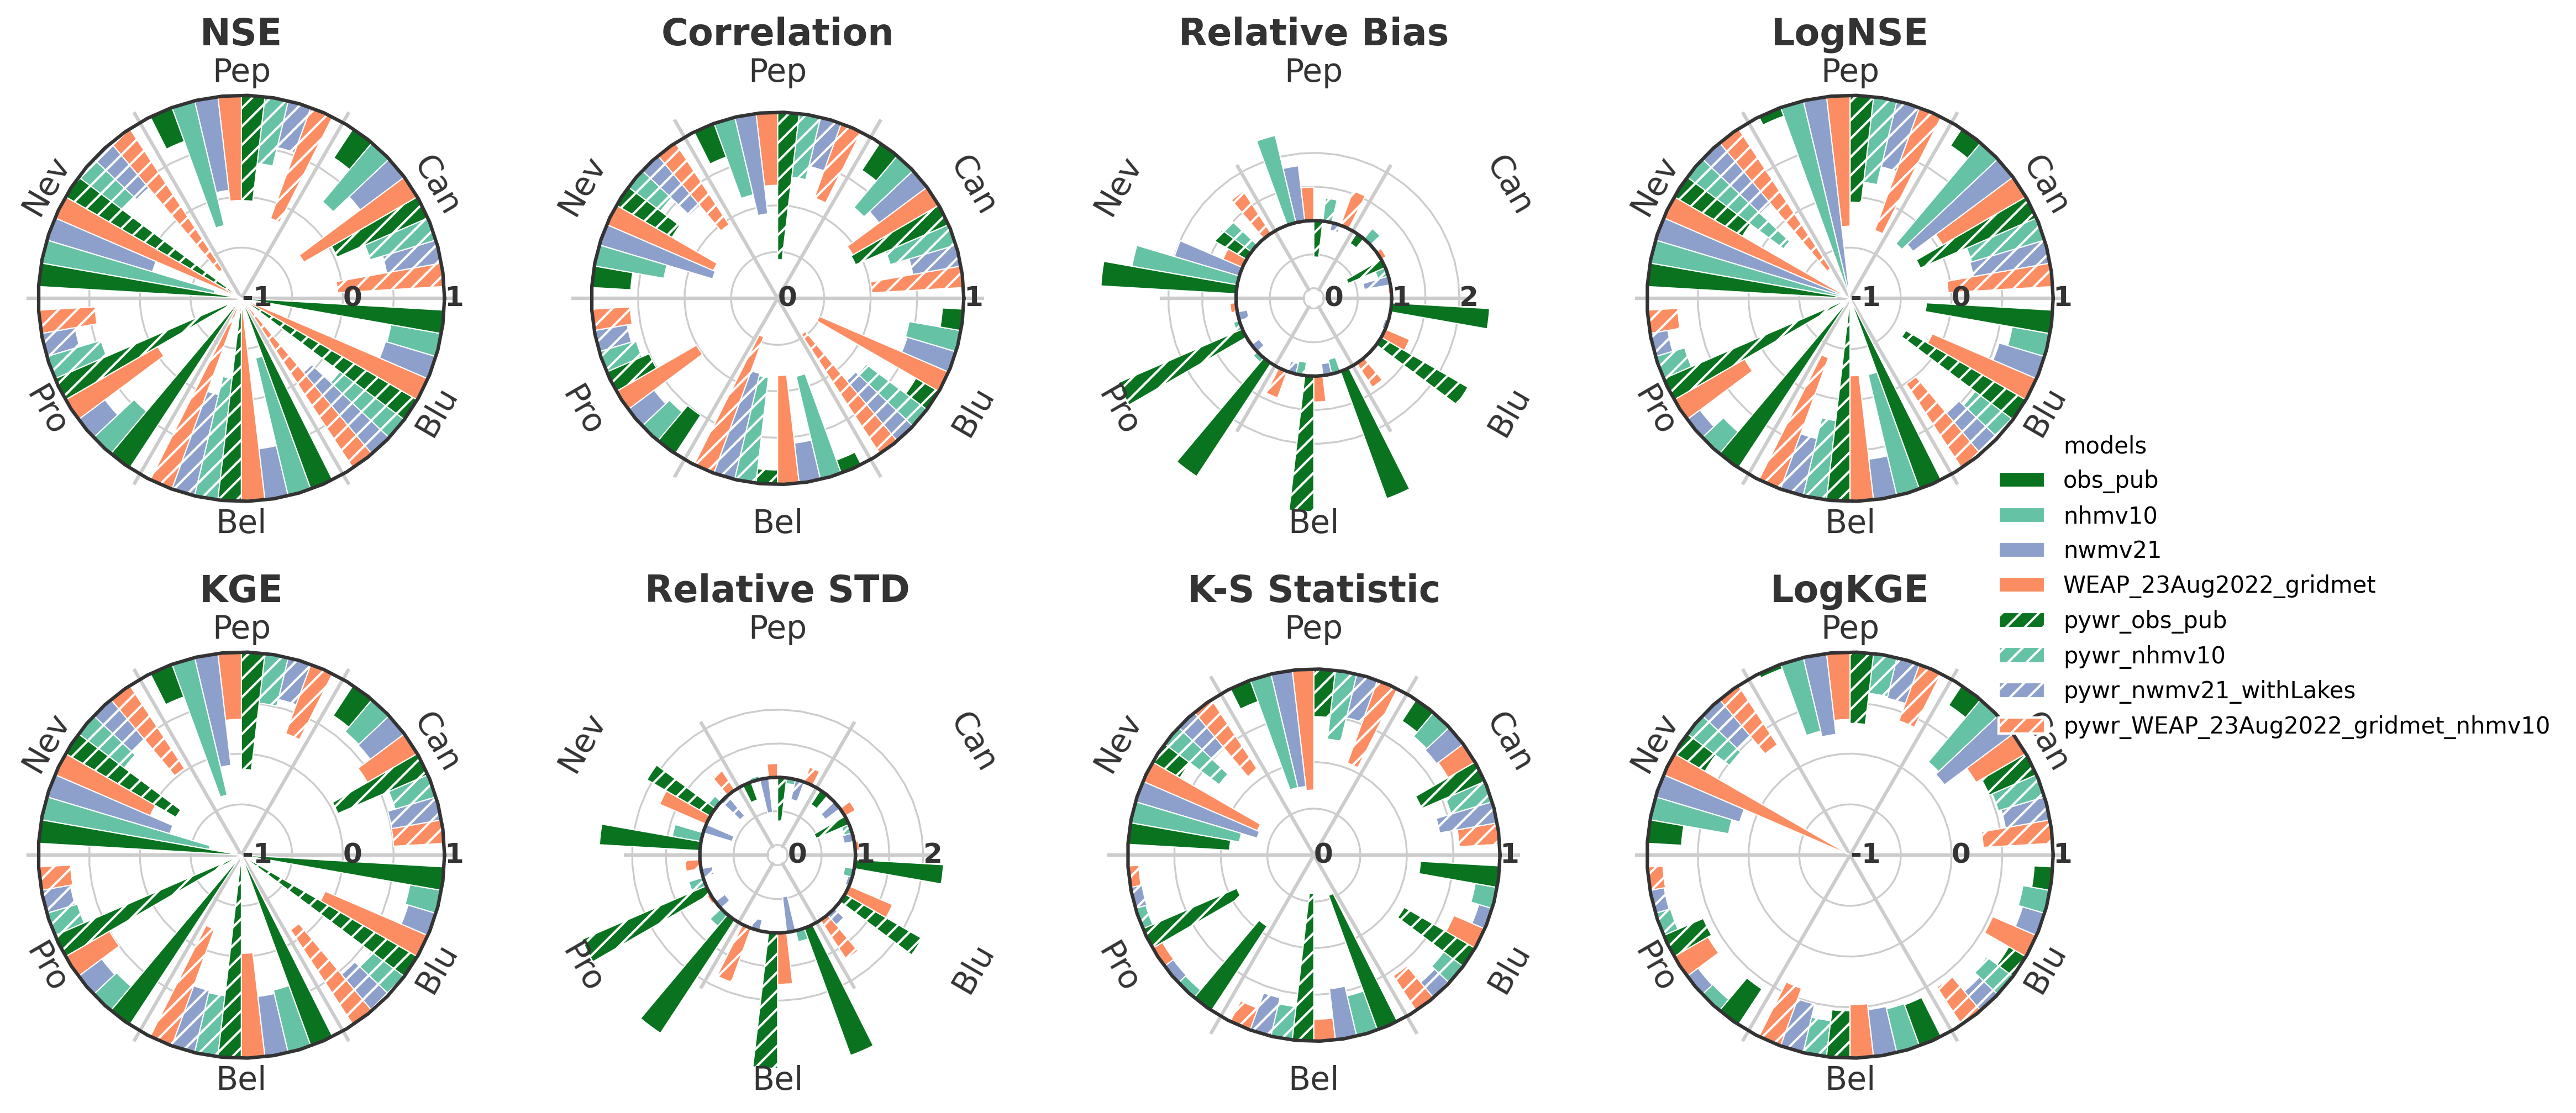 NSE
Correlation
Relative Bias
LogNSE
Pep
Pep
Pep
Pep
Nev
Can
Nev
Can
Nev
Can
Nev
Can
-1 0 1
0 1
0 1 2
-1 0 1
Pro
Blu
Pro
Blu
Pro
Blu
Pro
Blu
Bel
Bel
Bel
Bel
models
obs_pub
nhmv10
nwmv21
WEAP_23Aug2022_gridmet
pywr_obs_pub
pywr_nhmv10
pywr_nwmv21_withLakes
pywr_WEAP_23Aug2022_gridmet_nhmv10
KGE
Relative STD
K-S Statistic
LogKGE
Pep
Pep
Pep
Pep
Nev
Can
Nev
Can
Nev
Can
Nev
Can
-1 0 1
0 1 2
0 1
-1 0 1
Pro
Blu
Pro
Blu
Pro
Blu
Pro
Blu
Bel
Bel
Bel
Bel